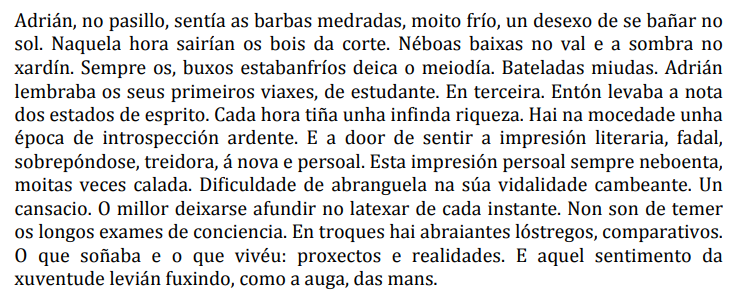 Adrián, no pasillo, sentía as barbas medradas, moito frío, un desexo de se bañar no
sol. Naquela hora sairían os bois da corte. Néboas baixas no val e a sombra no
xardín. Sempre os, buxos estabanfríos deica o meiodía. Bateladas miudas. Adrián
lembraba os seus primeiros viaxes, de estudante. En terceira. Entón levaba a nota
dos estados de esprito. Cada hora tiña unha infinda riqueza. Hai na mocedade unha
época de introspección ardente. E a door de sentir a impresión literaria, fadal,
sobrepóndose, treidora, á nova e persoal. Esta impresión persoal sempre neboenta,
moitas veces calada. Dificuldade de abranguela na súa vidalidade cambeante. Un
cansacio. O millor deixarse afundir no latexar de cada instante. Non son de temer
os longos exames de conciencia. En troques hai abraiantes lóstregos, comparativos.
O que soñaba e o que vivéu: proxectos e realidades. E aquel sentimento da
xuventude levián fuxindo, como a auga, das mans.